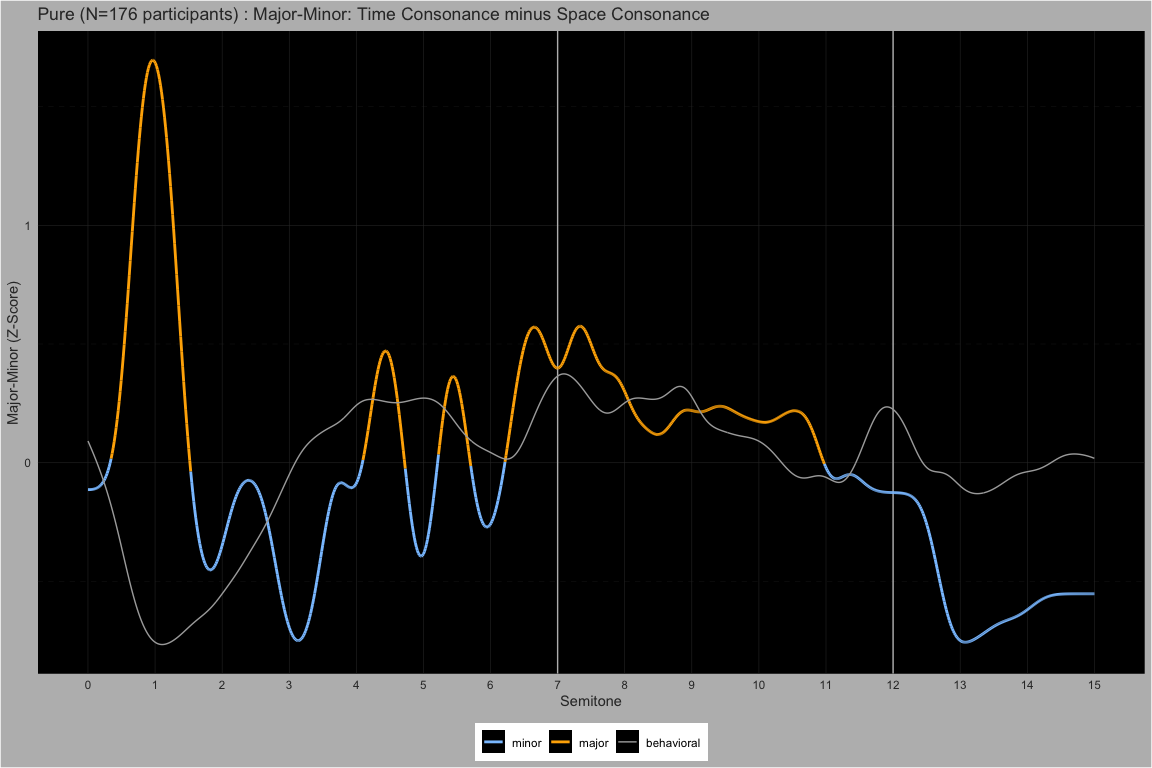 Pure (N=176 participants) : Major-Minor: Time Consonance minus Space Consonance
Major-Minor (Z-Score)
1
0
0 1 2 3 4 5 6 7 8 9 10 11 12 13 14 15
Semitone
minor major behavioral